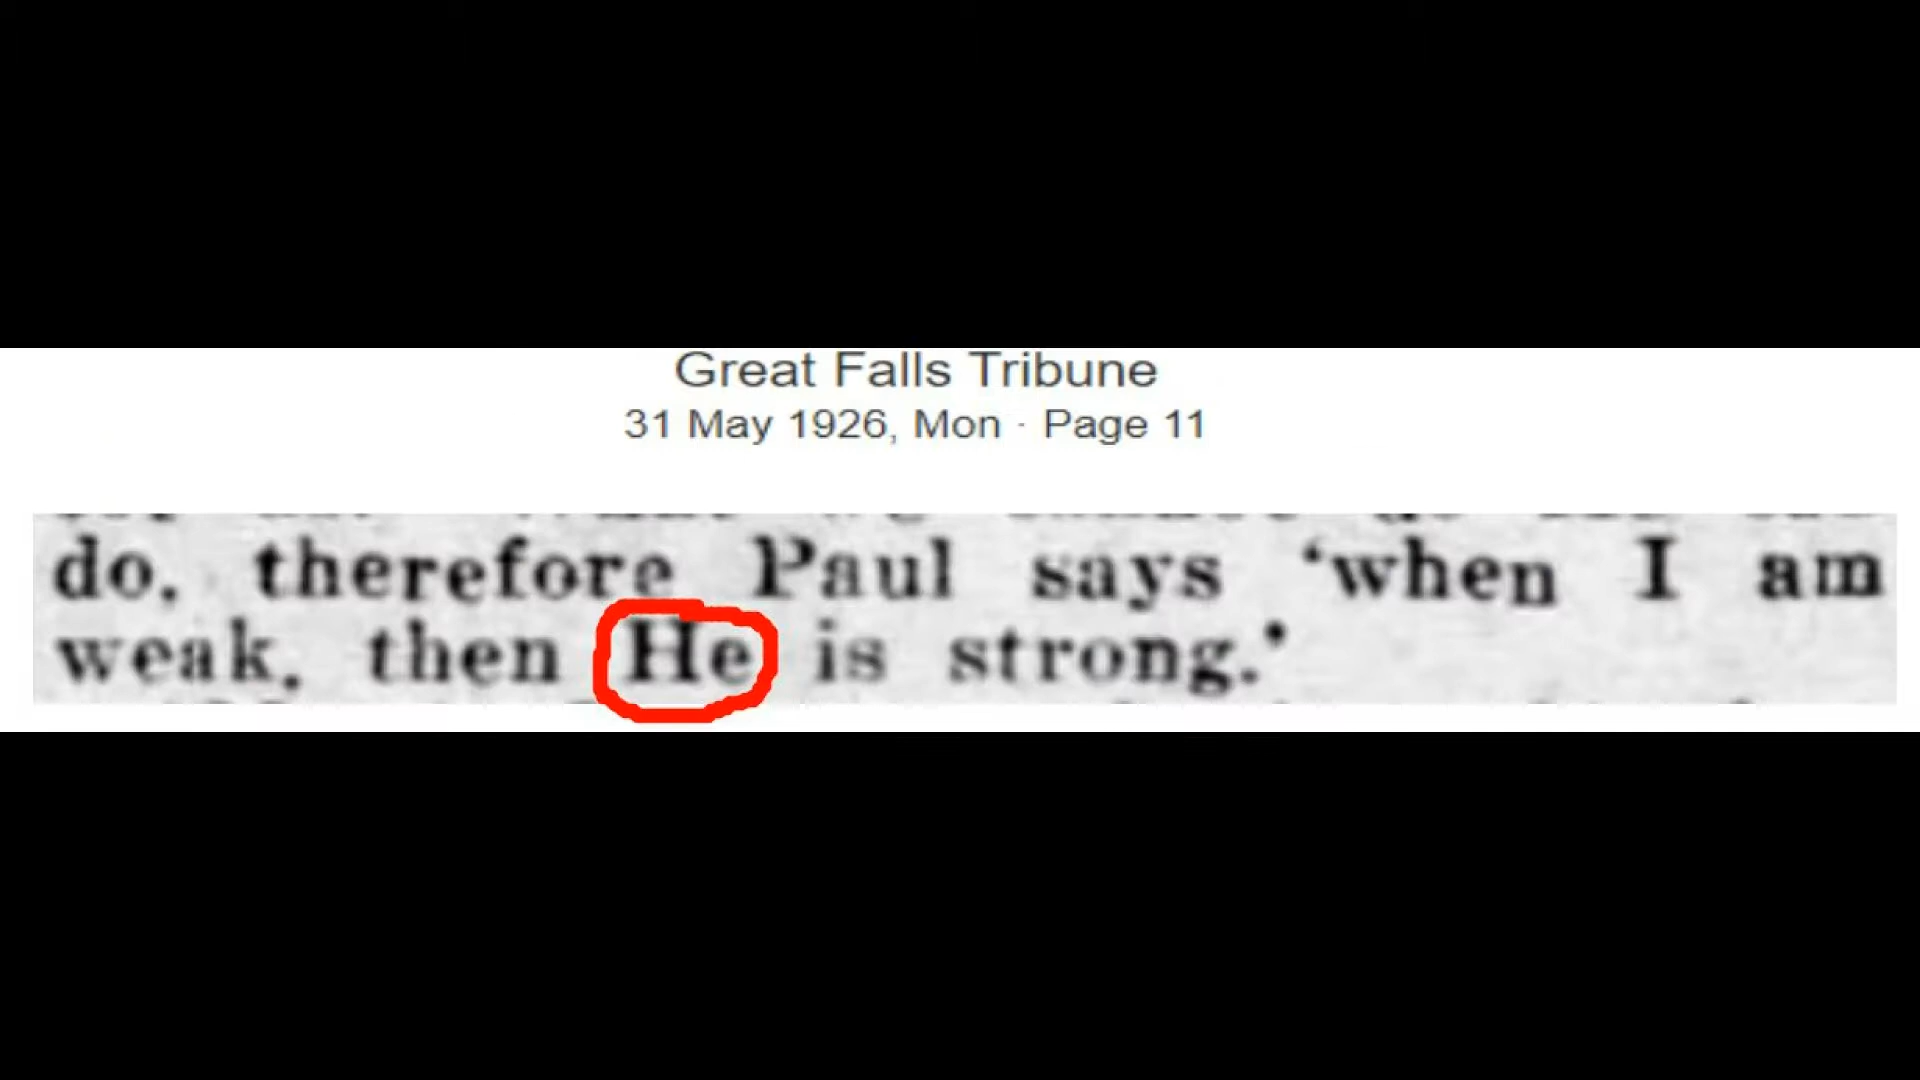 Great Falls Tribune
31 May 1926, Mon · Page 11
do, therefore Paul says 'when I am
weak, then He is strong.'